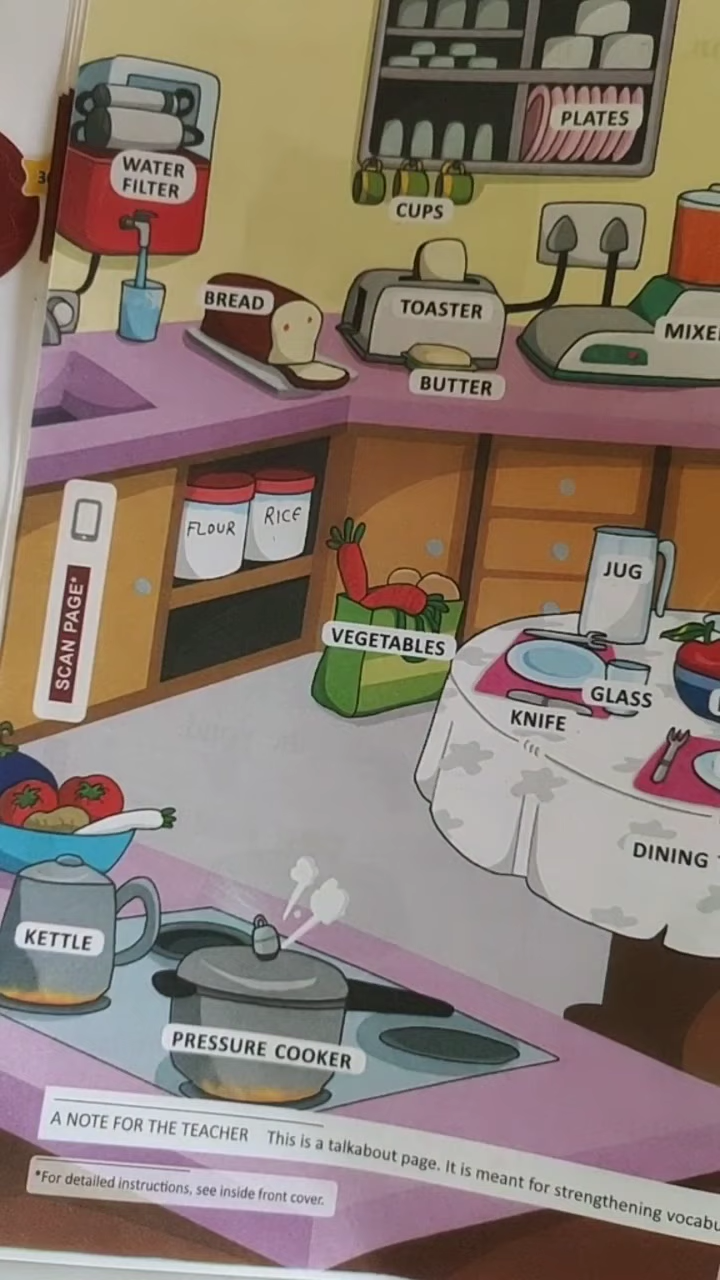 PLATES
WATER
FILTER
CUPS
BREAD
TOASTER
BUTTER
FLOUR
RICE
JUG
SCAN PAGE*
VEGETABLES
GLASS
KNIFE
DINING
KETTLE
PRESSURE COOKER
A NOTE FOR THE TEACHER This is a talkabout page. It is meant for strengthening
*For detailed instructions, see inside front cover.